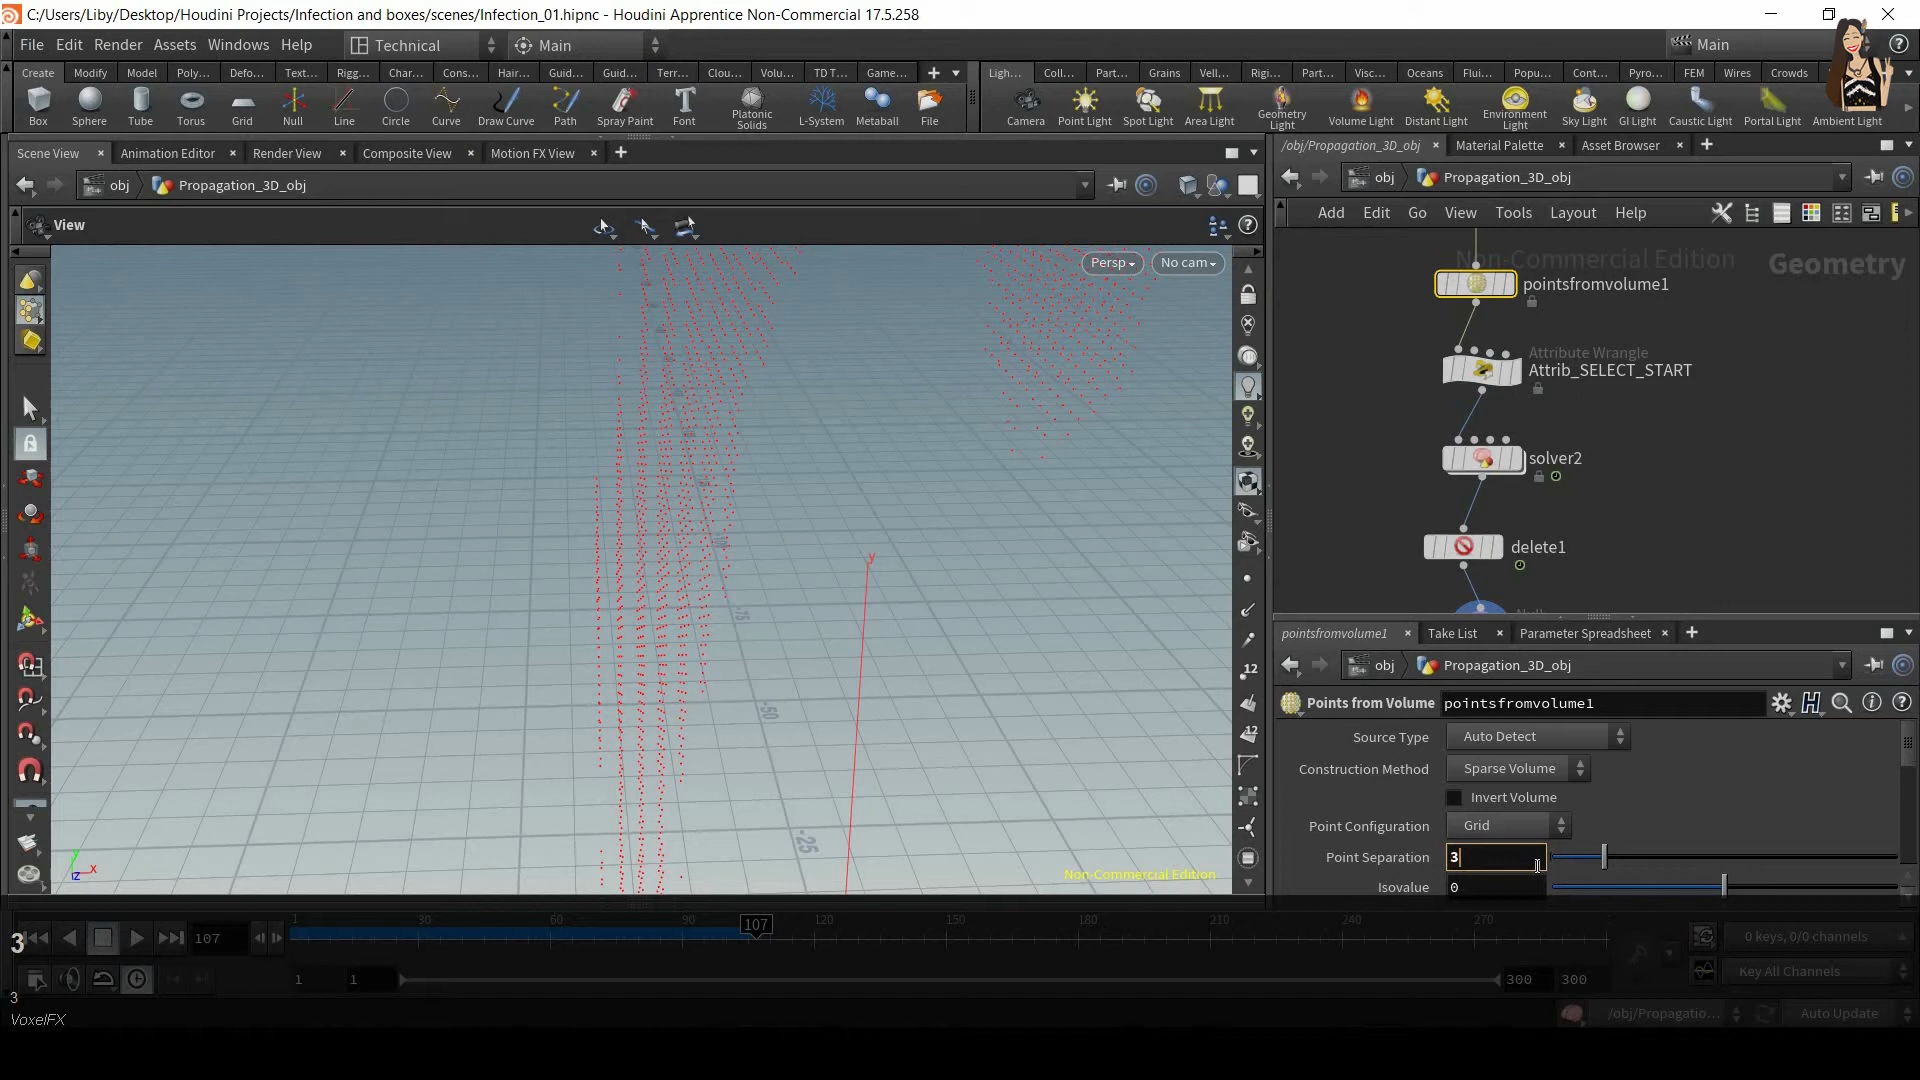 C:/Users/Liby/Desktop/Houdini Projects/Infection and boxes/scenes/Infection_01.hipnc - Houdini Apprentice Non-Commercial 17.5.258
File Edit Render Assets Windows Help Technical Main Main
Create Modify Model Poly... Defo... Text... Rigg... Char... Cons... Hair... Guid... Guid... Terr... Clou... Volu... TD T... Game...
Ligh... Coll... Part... Grains Vell... Rigi... Part... Visc... Oceans Flui... Popu... Cont... Pyro... FEM Wires Crowds
Box Sphere Tube Torus Grid Null Line Circle Curve Draw Curve Path Spray Paint Font Platonic Solids L-System Metaball File
Camera Point Light Spot Light Area Light Geometry Light Volume Light Distant Light Environment Light Sky Light GI Light Caustic Light Portal Light Ambient Light
Scene View Animation Editor Render View Composite View Motion FX View
/obj/Propagation_3D_obj Material Palette Asset Browser
obj Propagation_3D_obj
obj Propagation_3D_obj
View
Add Edit Go View Tools Layout Help
Persp No cam
Non-Commercial Edition
Geometry
pointsfromvolume1
Attribute Wrangle
Attrib_SELECT_START
solver2
delete1
y
-75
-50
-25
12
12
y
x
z
Non-Commercial Edition
pointsfromvolume1 Take List Parameter Spreadsheet
obj Propagation_3D_obj
Points from Volume pointsfromvolume1
Source Type Auto Detect
Construction Method Sparse Volume
Invert Volume
Point Configuration Grid
Point Separation 3
Isovalue 0
1 30 60 90 107 120 150 180 210 240 270
3
107
0 keys, 0/0 channels
1 1 300 300
Key All Channels
3
VoxelFX
/obj/Propagatio... Auto Update